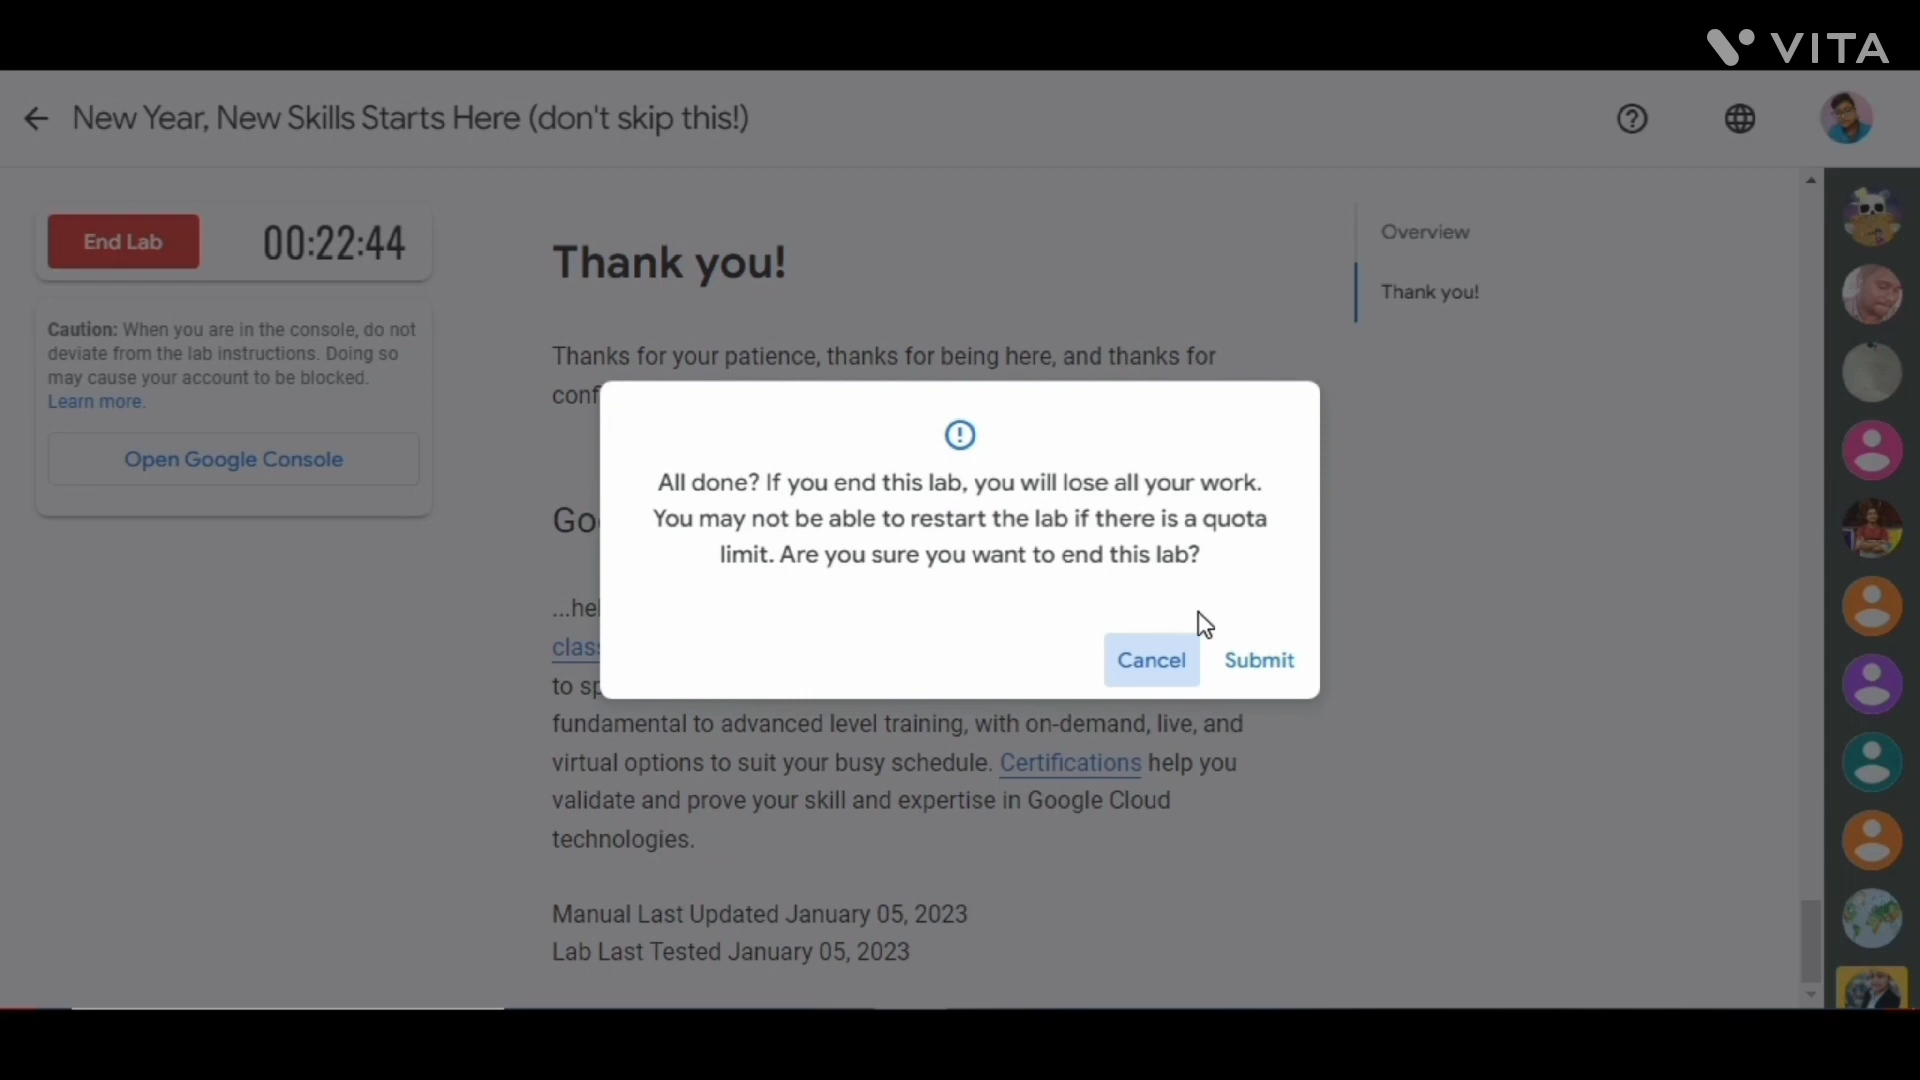 VITA
New Year, New Skills Starts Here (don't skip this!)
End Lab
00:22:44
Caution: When you are in the console, do not
deviate from the lab instructions. Doing so
may cause your account to be blocked.
Learn more.
Open Google Console
Thank you!
Thanks for your patience, thanks for being here, and thanks for
conf
Overview
Thank you!
All done? If you end this lab, you will lose all your work.
You may not be able to restart the lab if there is a quota
limit. Are you sure you want to end this lab?
Cancel
Submit
Go
...hel
class
to sp
fundamental to advanced level training, with on-demand, live, and
virtual options to suit your busy schedule. Certifications help you
validate and prove your skill and expertise in Google Cloud
technologies.
Manual Last Updated January 05, 2023
Lab Last Tested January 05, 2023